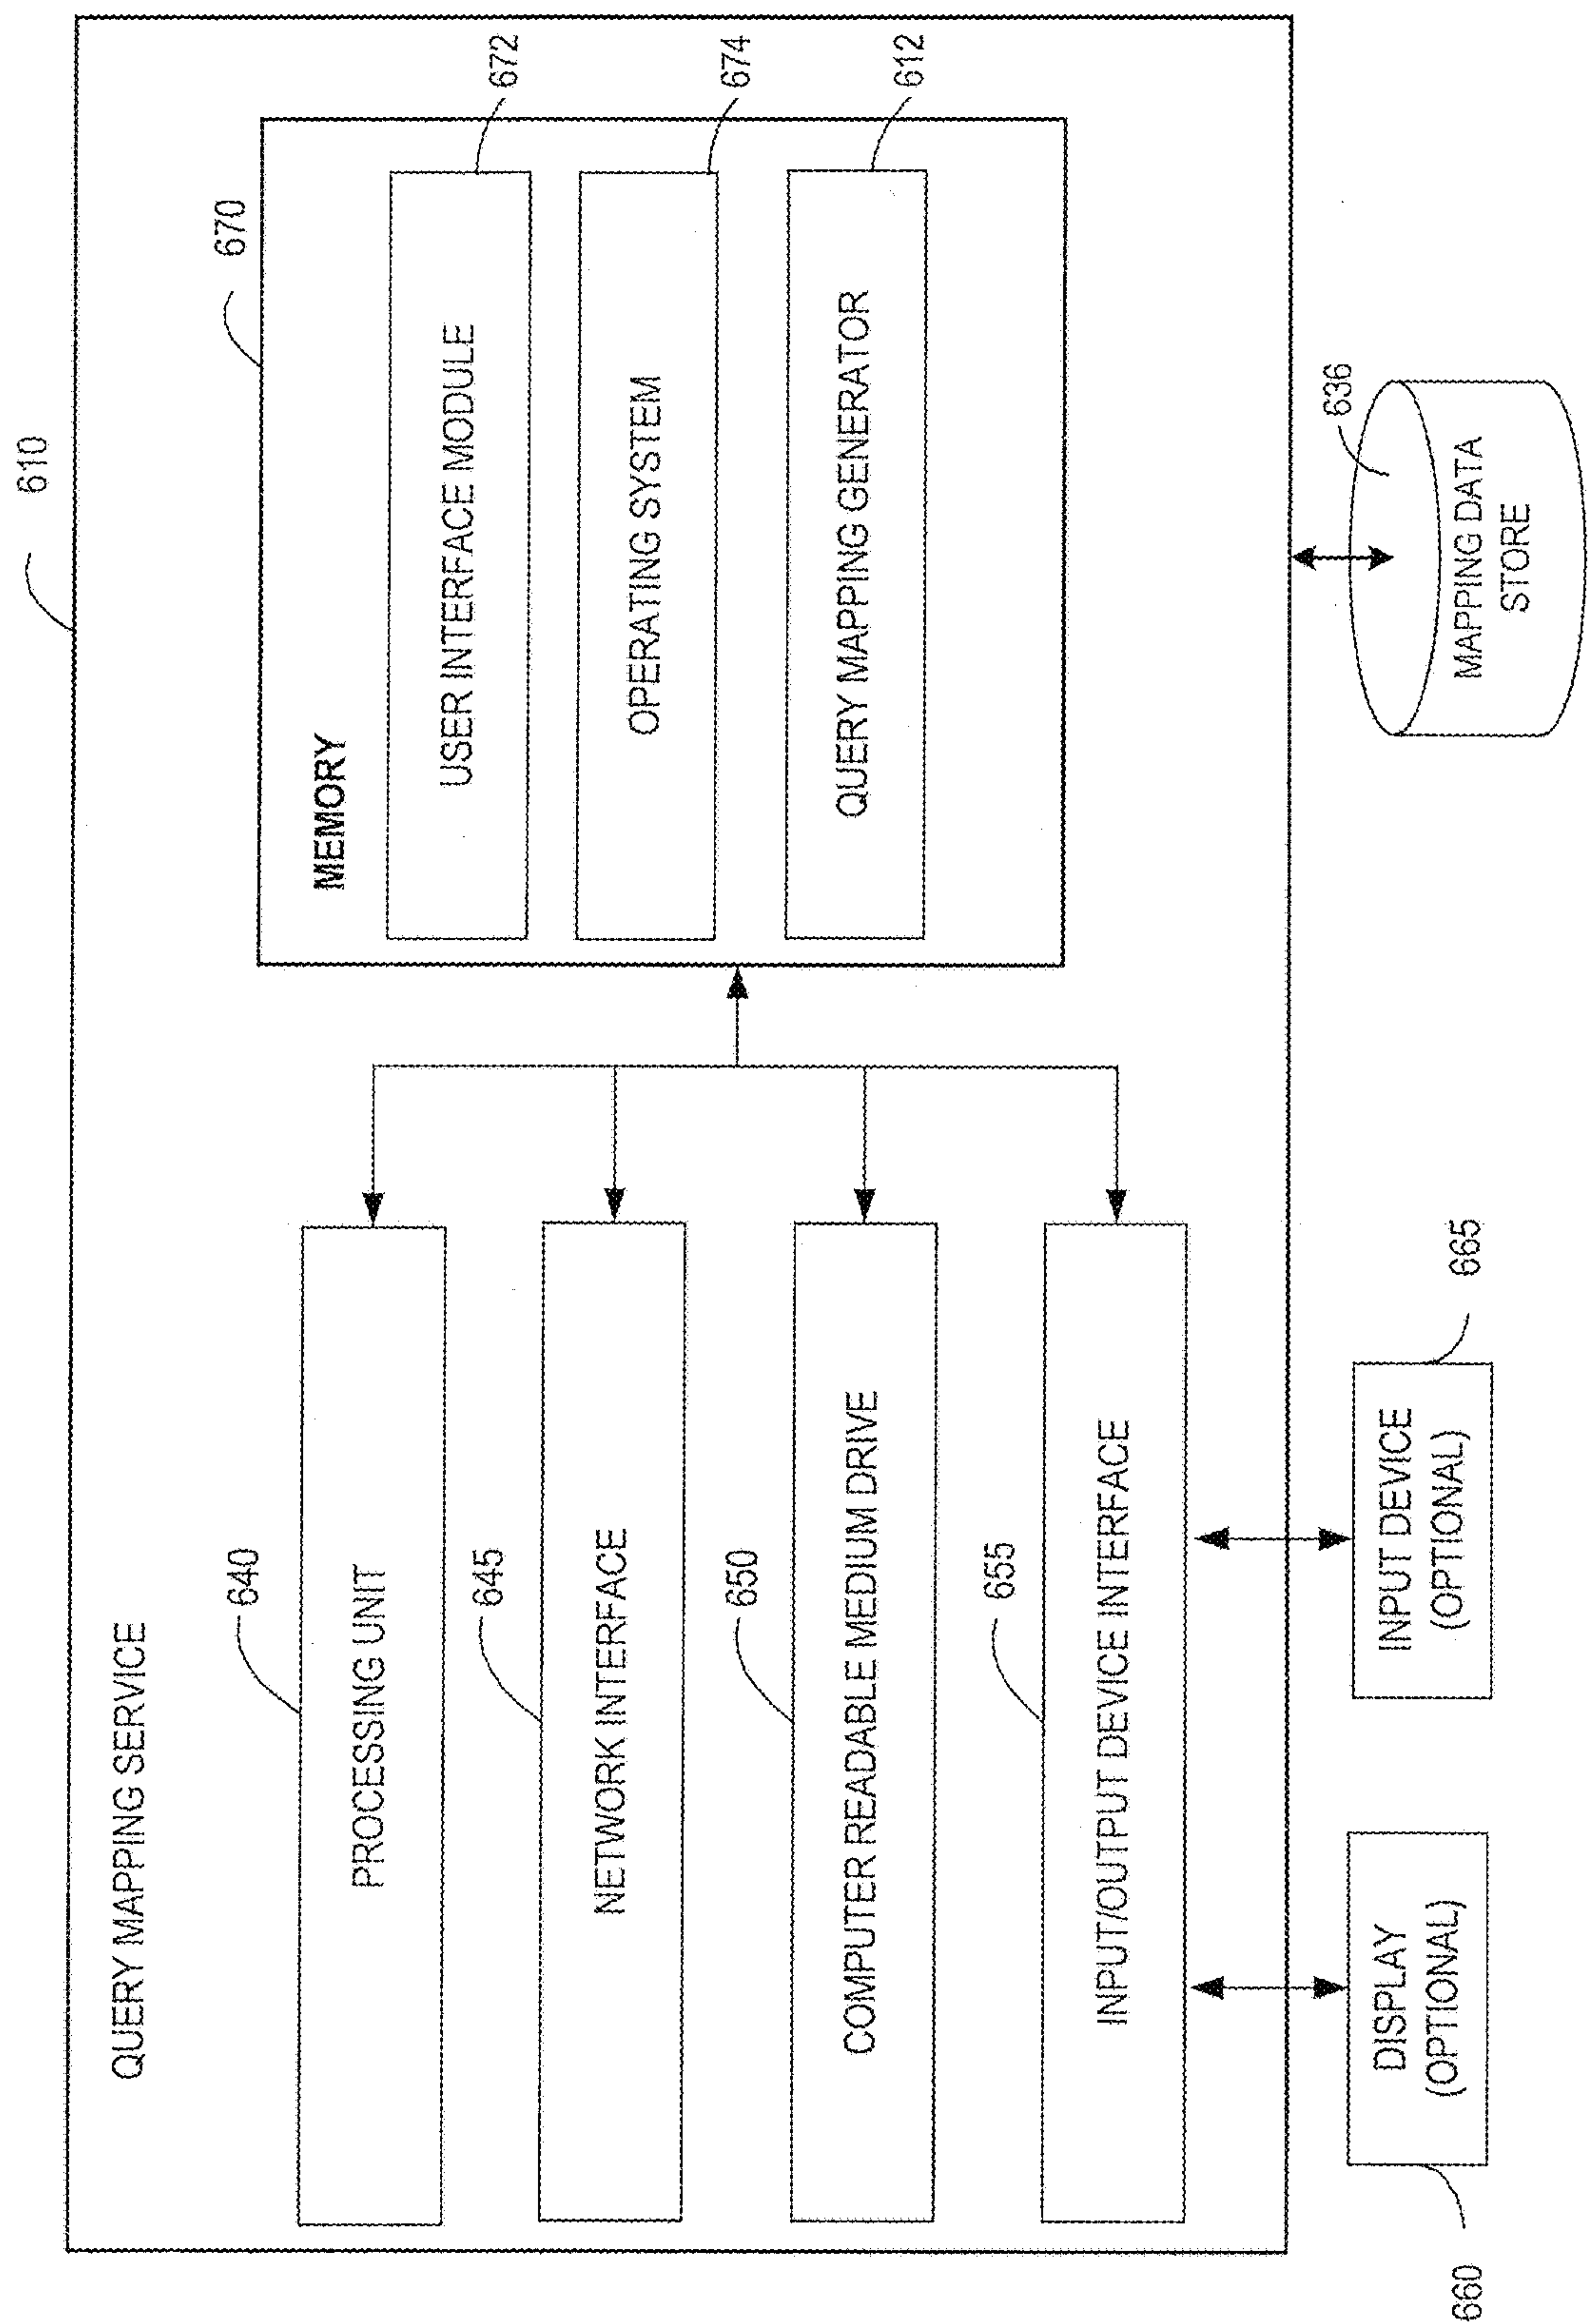 610
QUERY MAPPING SERVICE
640
PROCESSING UNIT
645
NETWORK INTERFACE
650
COMPUTER READABLE MEDIUM DRIVE
655
INPUT/OUTPUT DEVICE INTERFACE
670
MEMORY
672
USER INTERFACE MODULE
674
OPERATING SYSTEM
612
QUERY MAPPING GENERATOR
660
DISPLAY
(OPTIONAL)
665
INPUT DEVICE
(OPTIONAL)
636
MAPPING DATA
STORE